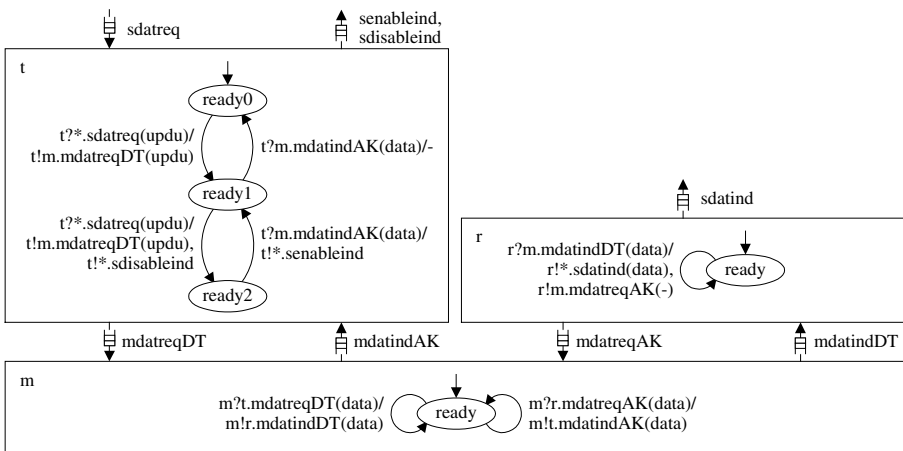 sdatreq
senableind,
sdisableind
t
ready0
t?*.sdatreq(updu)/
t!m.mdatreqDT(updu)
t?m.mdatindAK(data)/-
ready1
t?*.sdatreq(updu)/
t!m.mdatreqDT(updu),
t!*.sdisableind
t?m.mdatindAK(data)/
t!*.senableind
ready2
sdatind
r
r?m.mdatindDT(data)/
r!*.sdatind(data),
r!m.mdatreqAK(-)
ready
mdatreqDT
mdatindAK
mdatreqAK
mdatindDT
m
m?t.mdatreqDT(data)/
m!r.mdatindDT(data)
ready
m?r.mdatreqAK(data)/
m!t.mdatindAK(data)